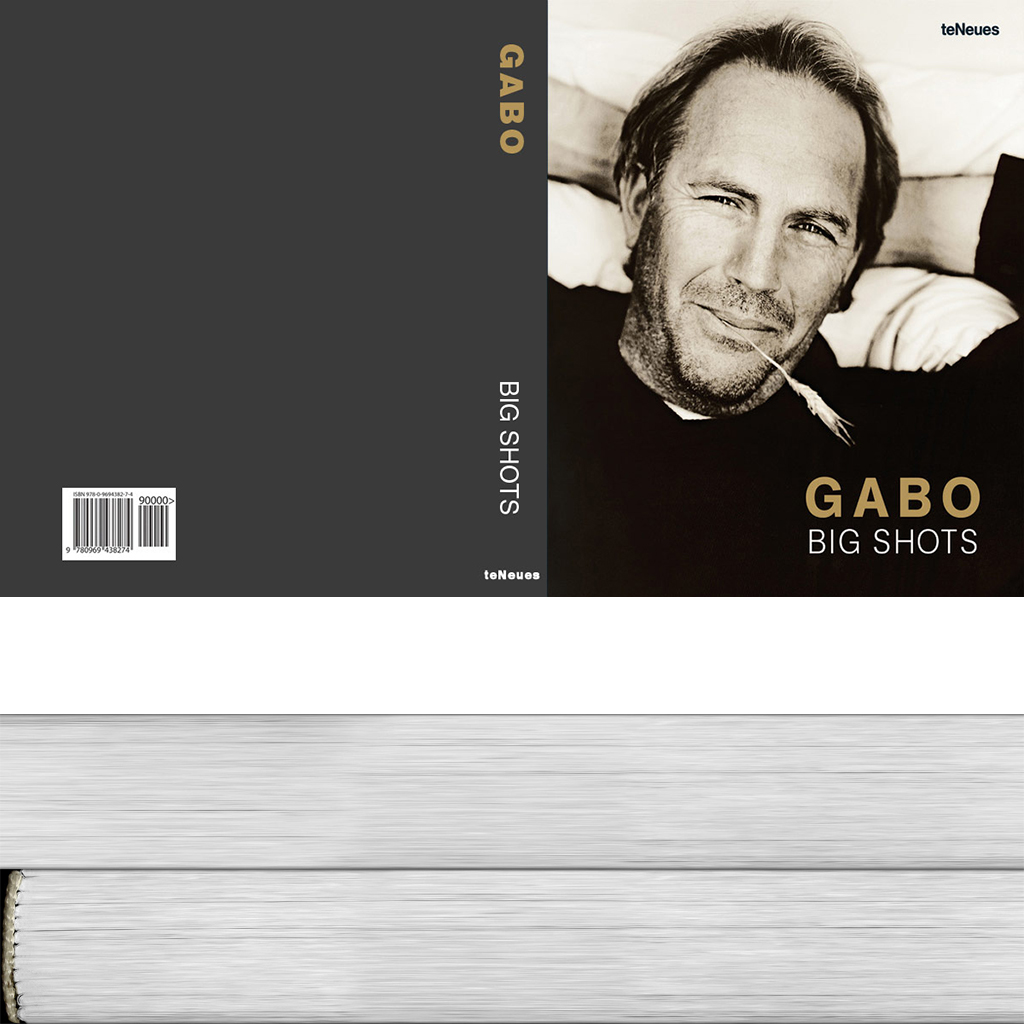 GABO
BIG SHOTS
teNeues
ISBN 978-0-9694382-7-4
90000>
9 780969 438274
teNeues
GABO
BIG SHOTS